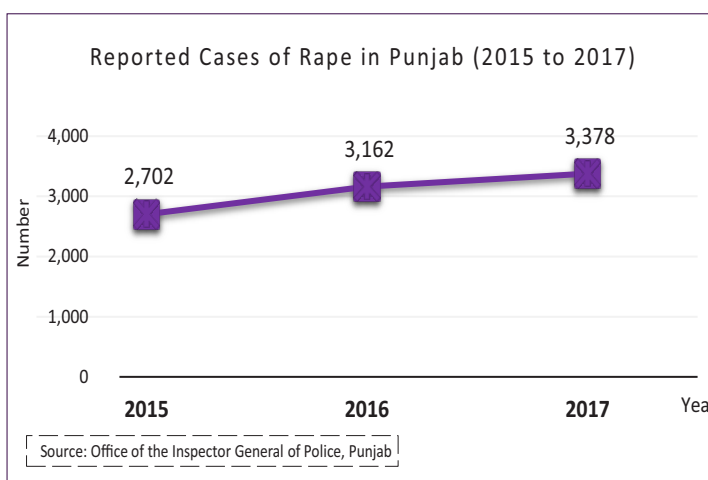 Reported Cases of Rape in Punjab (2015 to 2017)
4,000
3,000
2,000
1,000
0
Number
2,702
3,162
3,378
2015 2016 2017 Yea
Source: Office of the Inspector General of Police, Punjab